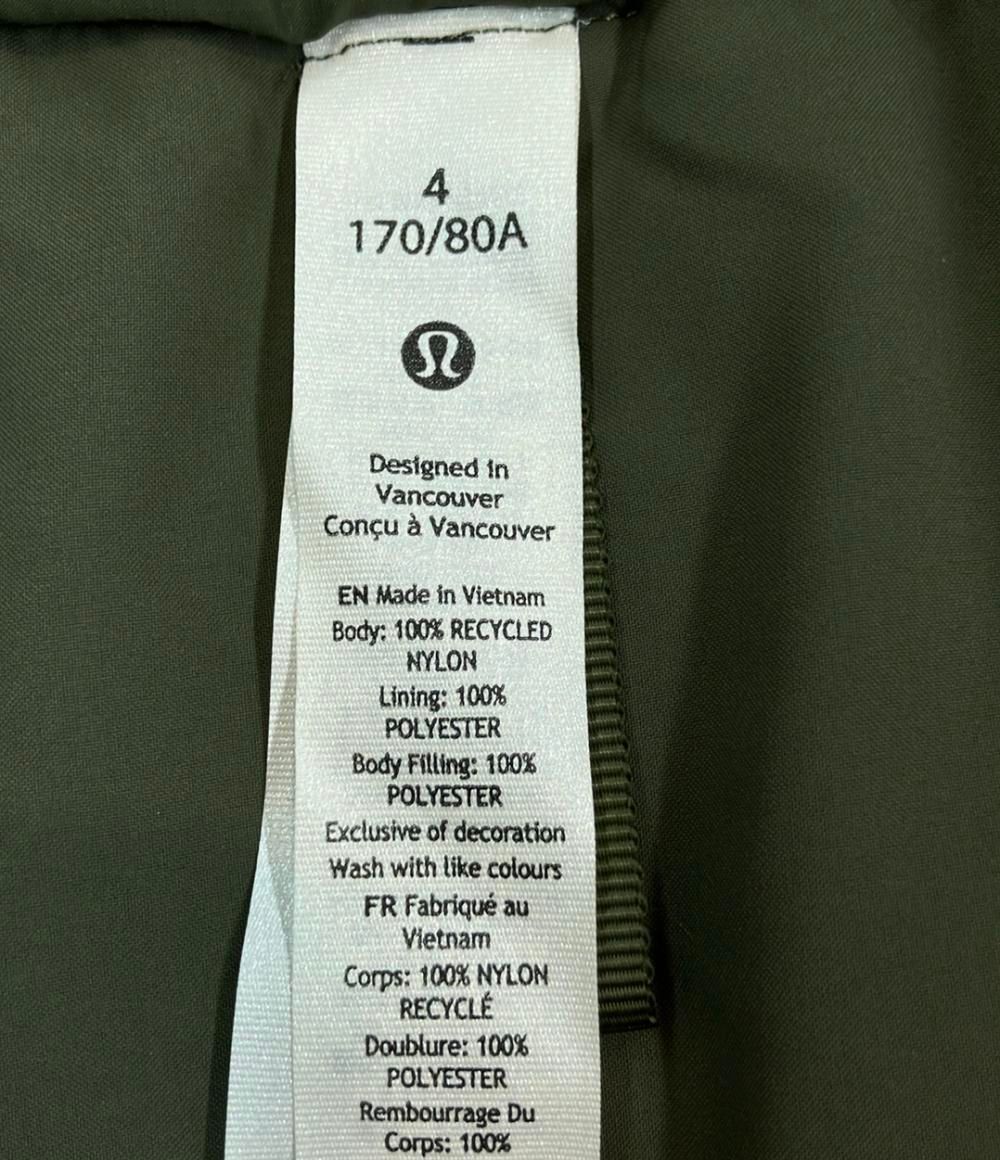 4
170/80A
Designed in
Vancouver
Conçu à Vancouver
EN Made in Vietnam
Body: 100% RECYCLED
NYLON
Lining: 100%
POLYESTER
Body Filling: 100%
POLYESTER
Exclusive of decoration
Wash with like colours
FR Fabriqué au
Vietnam
Corps: 100% NYLON
RECYCLÉ
Doublure: 100%
POLYESTER
Rembourrage Du
Corps: 100%